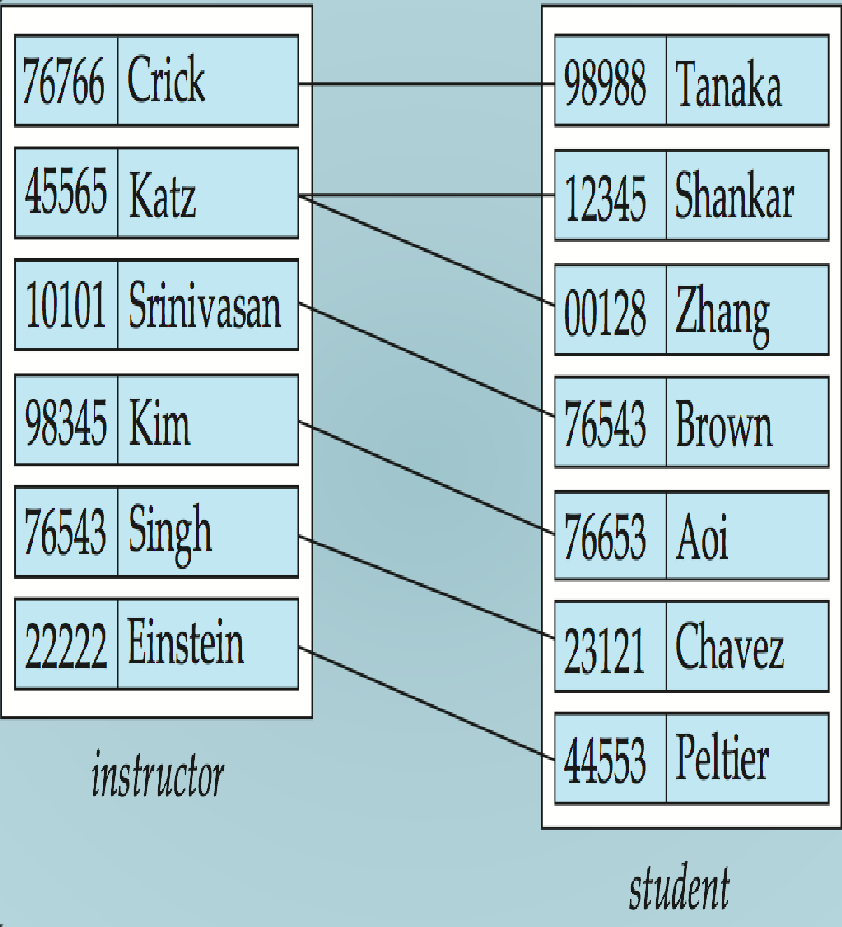 76766 Crick
45565 Katz
10101 Srinivasan
98345 Kim
76543 Singh
22222 Einstein
instructor
98988 Tanaka
12345 Shankar
00128 Zhang
76543 Brown
76653 Aoi
23121 Chavez
44553 Peltier
student